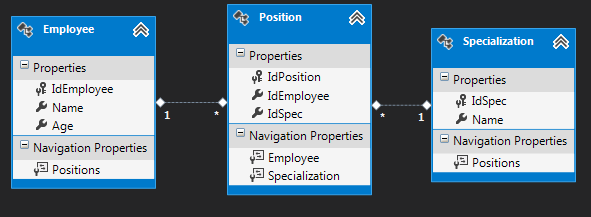 Employee
Properties
IdEmployee
Name
Age
Navigation Properties
Positions
1
*
Position
Properties
IdPosition
IdEmployee
IdSpec
Navigation Properties
Employee
Specialization
*
1
Specialization
Properties
IdSpec
Name
Navigation Properties
Positions